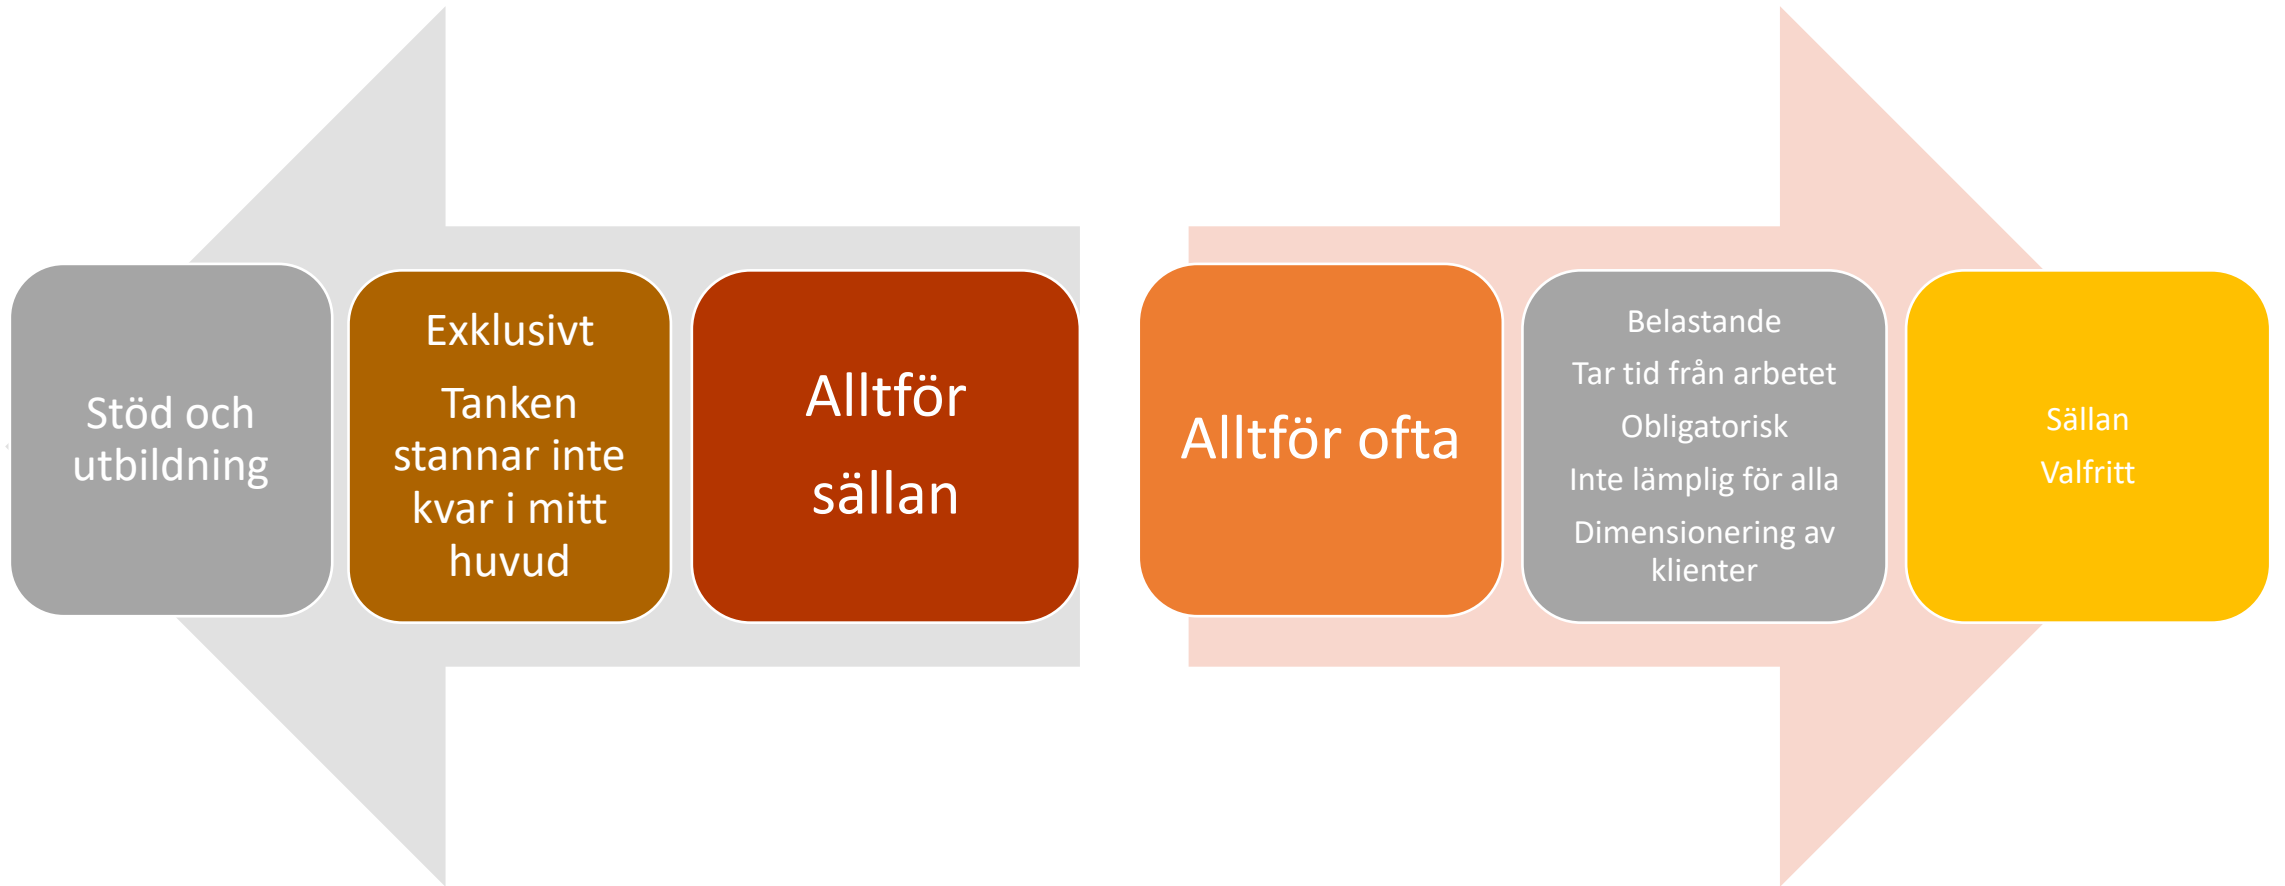 Stöd och
utbildning
Exklusivt
Tanken
stannar inte
kvar i mitt
huvud
Alltför
sällan
Alltför ofta
Belastande
Tar tid från arbetet
Obligatorisk
Inte lämplig för alla
Dimensionering av
klienter
Sällan
Valfritt